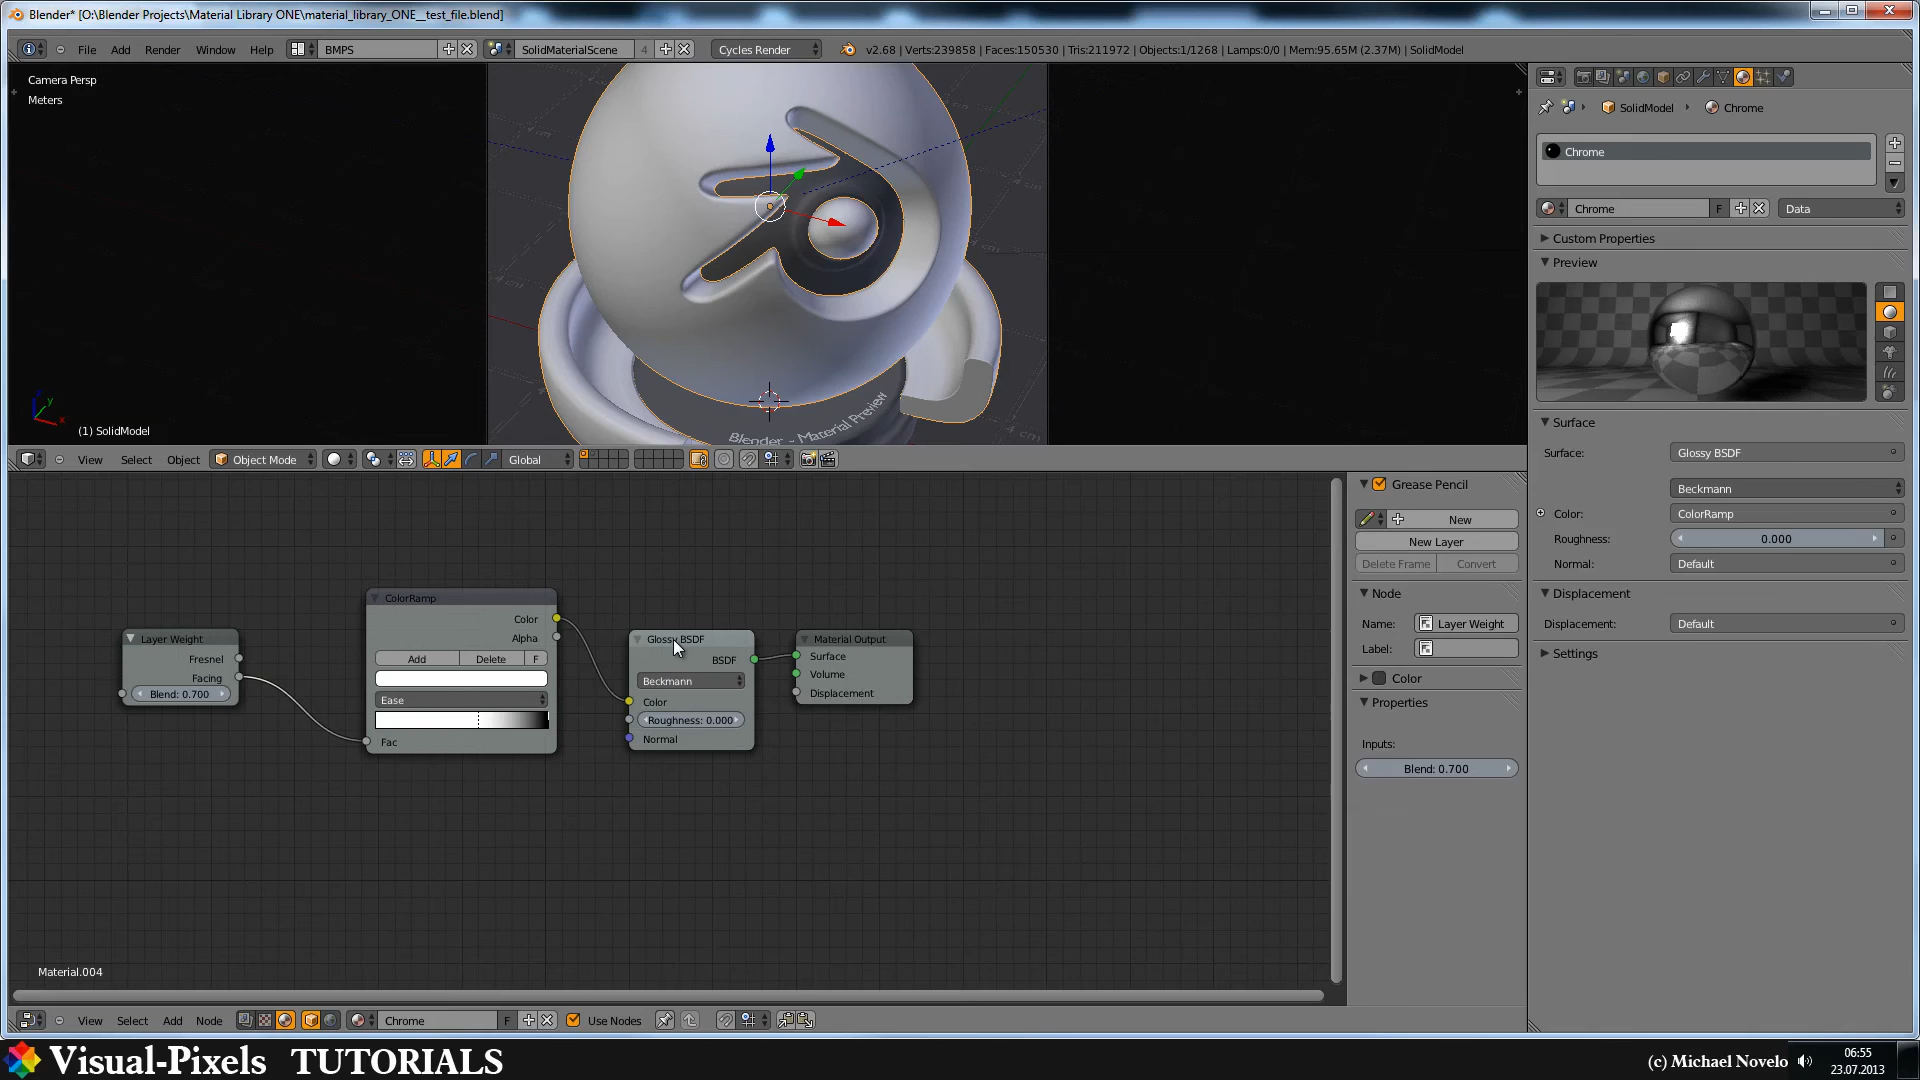 Blender* [O:\Blender Projects\Material Library ONE\material_library_ONE__test_file.blend]
File Add Render Window Help BMPS SolidMaterialScene 4 Cycles Render v2.68 | Verts:239858 | Faces:150530 | Tris:211972 | Objects:1/1268 | Lamps:0/0 | Mem:95.65M (2.37M) | SolidModel
Camera Persp
Meters
Blender - Material Preview
(1) SolidModel
View Select Object Object Mode Global
SolidModel Chrome
Chrome
Chrome F Data
Custom Properties
Preview
Surface
Surface: Glossy BSDF
Beckmann
Color: ColorRamp
Roughness: 0.000
Normal: Default
Displacement
Displacement: Default
Settings
Layer Weight
Fresnel
Facing
Blend: 0.700
ColorRamp
Color
Alpha
Add Delete F
Ease
Fac
Glossy BSDF
BSDF
Beckmann
Color
Roughness: 0.000
Normal
Material Output
Surface
Volume
Displacement
Grease Pencil
New
New Layer
Delete Frame Convert
Node
Name: Layer Weight
Label:
Color
Properties
Inputs:
Blend: 0.700
Material.004
View Select Add Node Chrome F Use Nodes
Visual-Pixels TUTORIALS
(c) Michael Novelo
06:55
23.07.2013